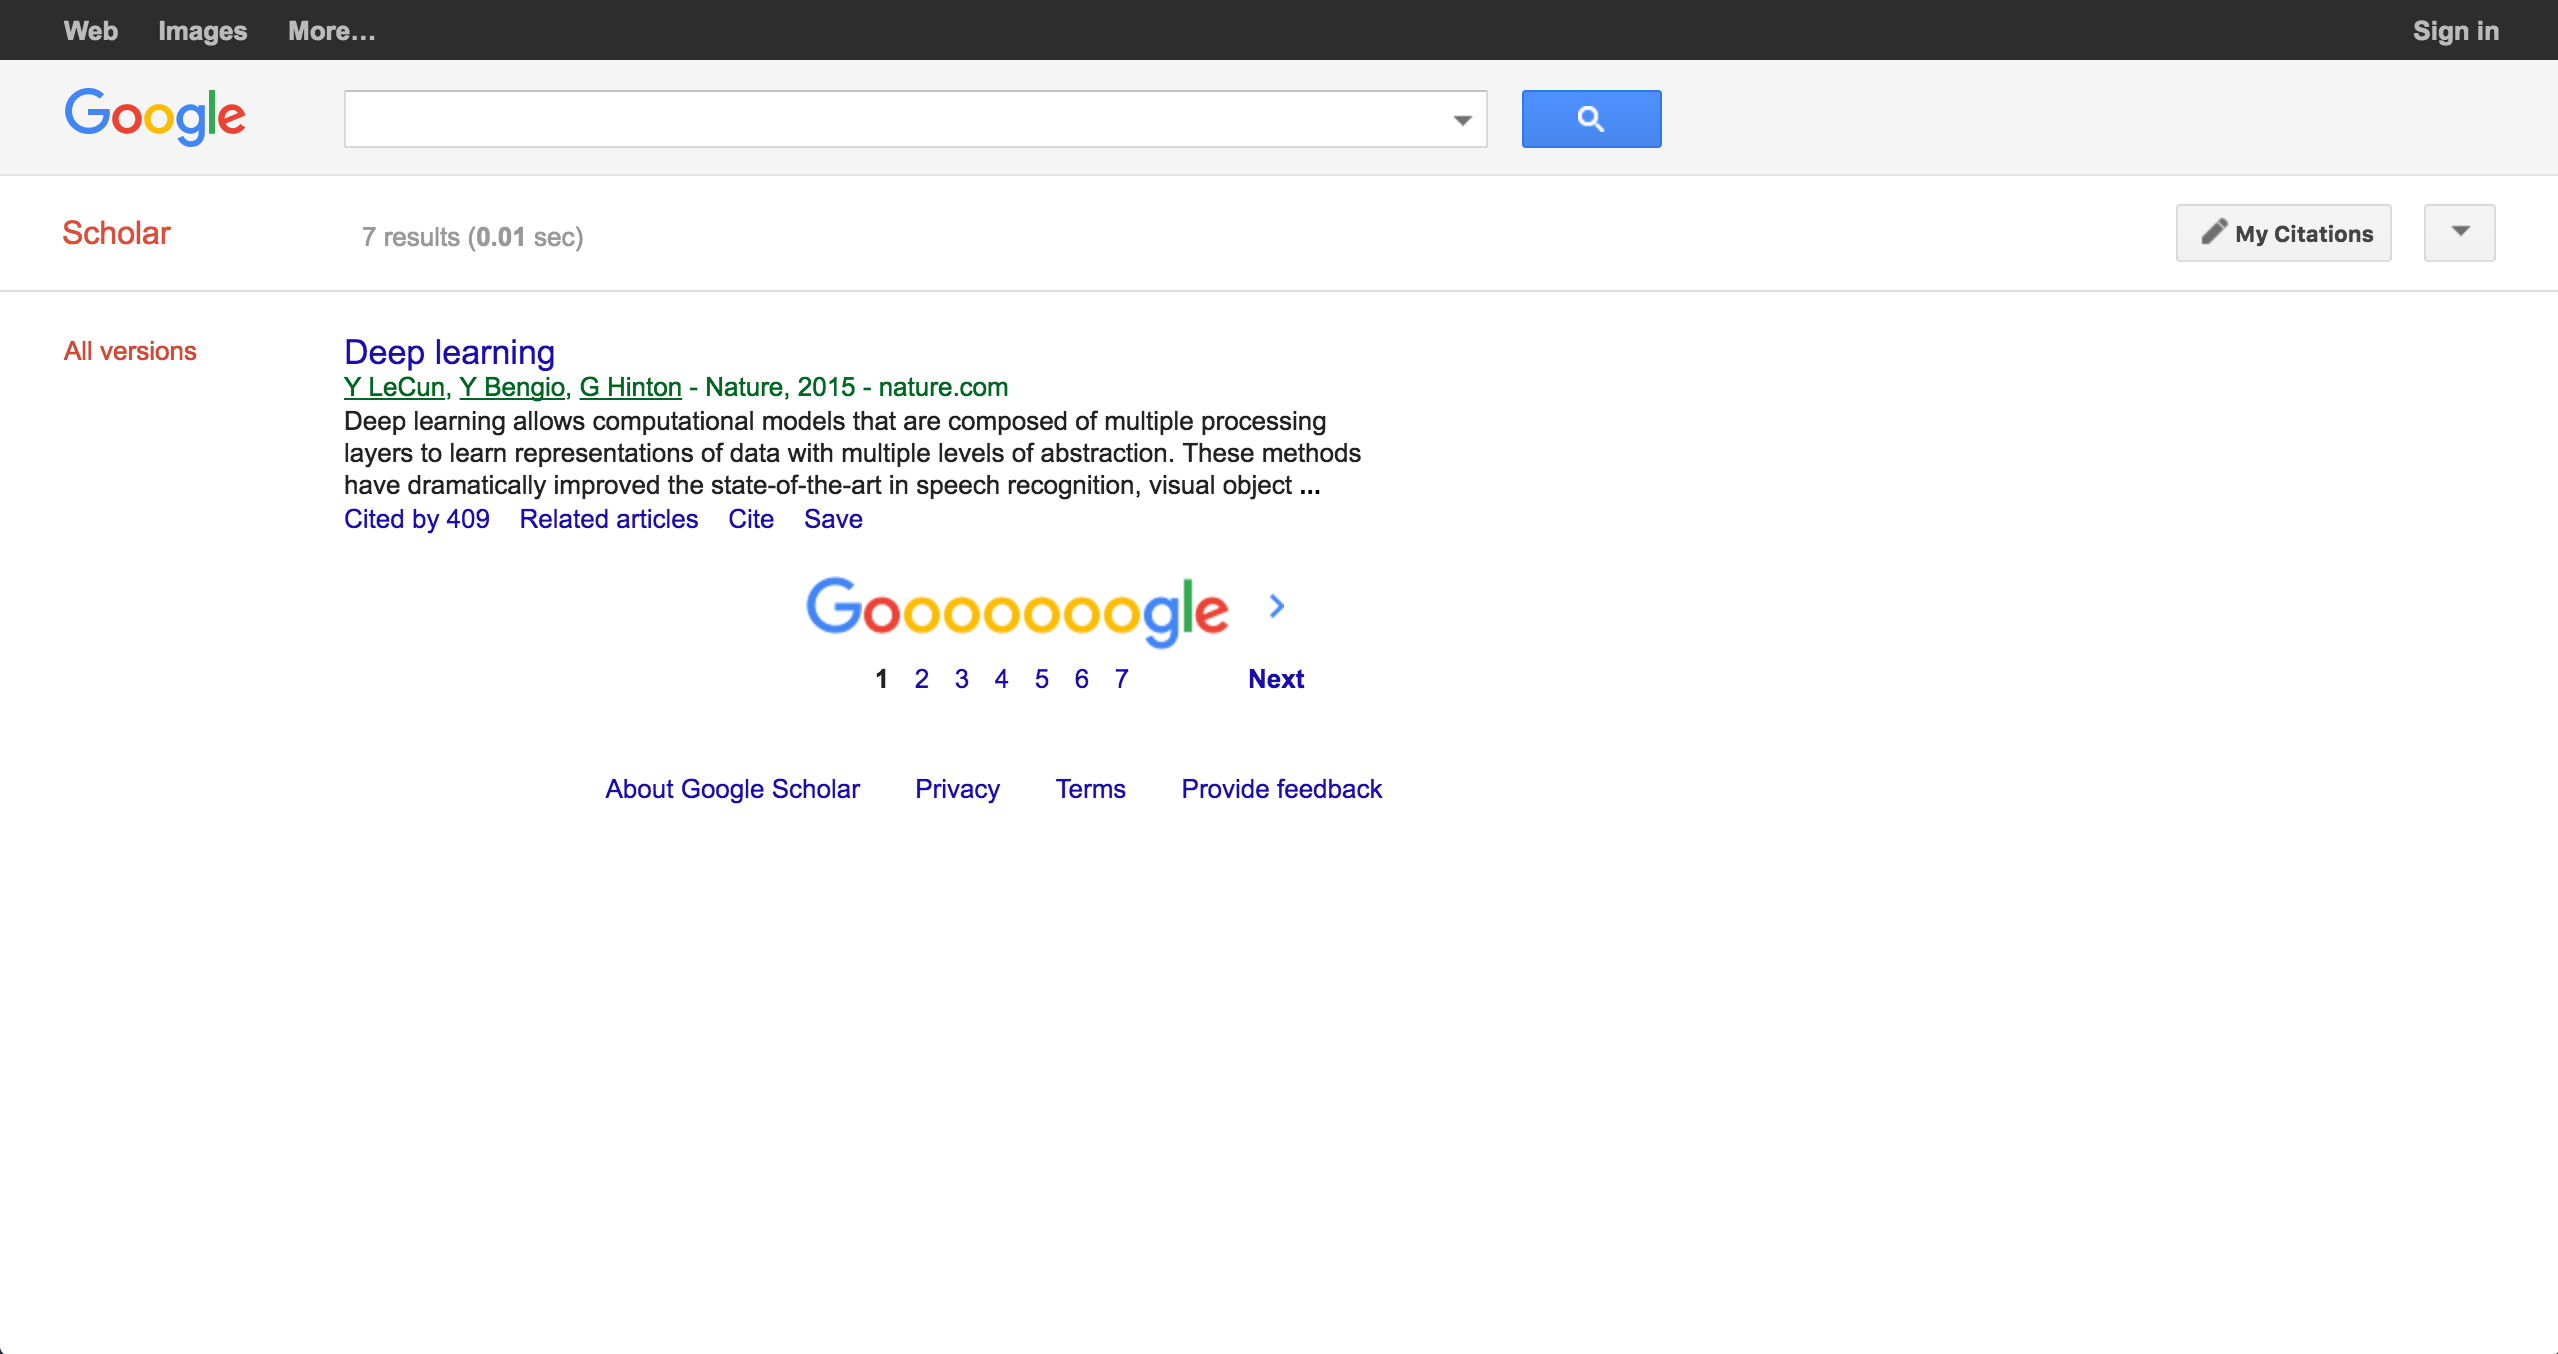 Web Images More… Sign in
Google
Scholar 7 results (0.01 sec) My Citations
All versions
Deep learning
Y LeCun, Y Bengio, G Hinton - Nature, 2015 - nature.com
Deep learning allows computational models that are composed of multiple processing
layers to learn representations of data with multiple levels of abstraction. These methods
have dramatically improved the state-of-the-art in speech recognition, visual object ...
Cited by 409 Related articles Cite Save
Goooooooogle >
1 2 3 4 5 6 7 Next
About Google Scholar Privacy Terms Provide feedback